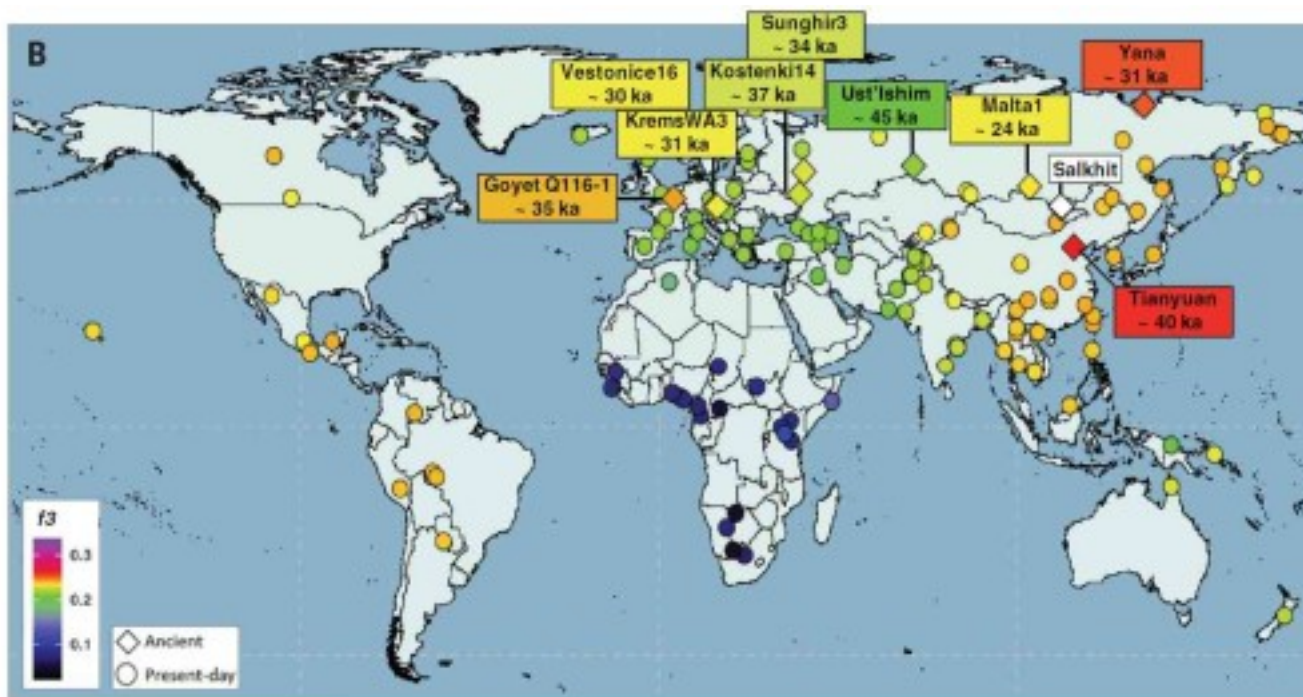 B
Sunghir3
~ 34 ka
Yana
~ 31 ka
Vestonice16
~ 30 ka
Kostenki14
~ 37 ka
Ust'Ishim
~ 45 ka
Malta1
~ 24 ka
KremsWA3
~ 31 ka
Salkhit
Goyet Q116-1
~ 35 ka
Tianyuan
~ 40 ka
f3
0.3
0.2
0.1
Ancient
Present-day